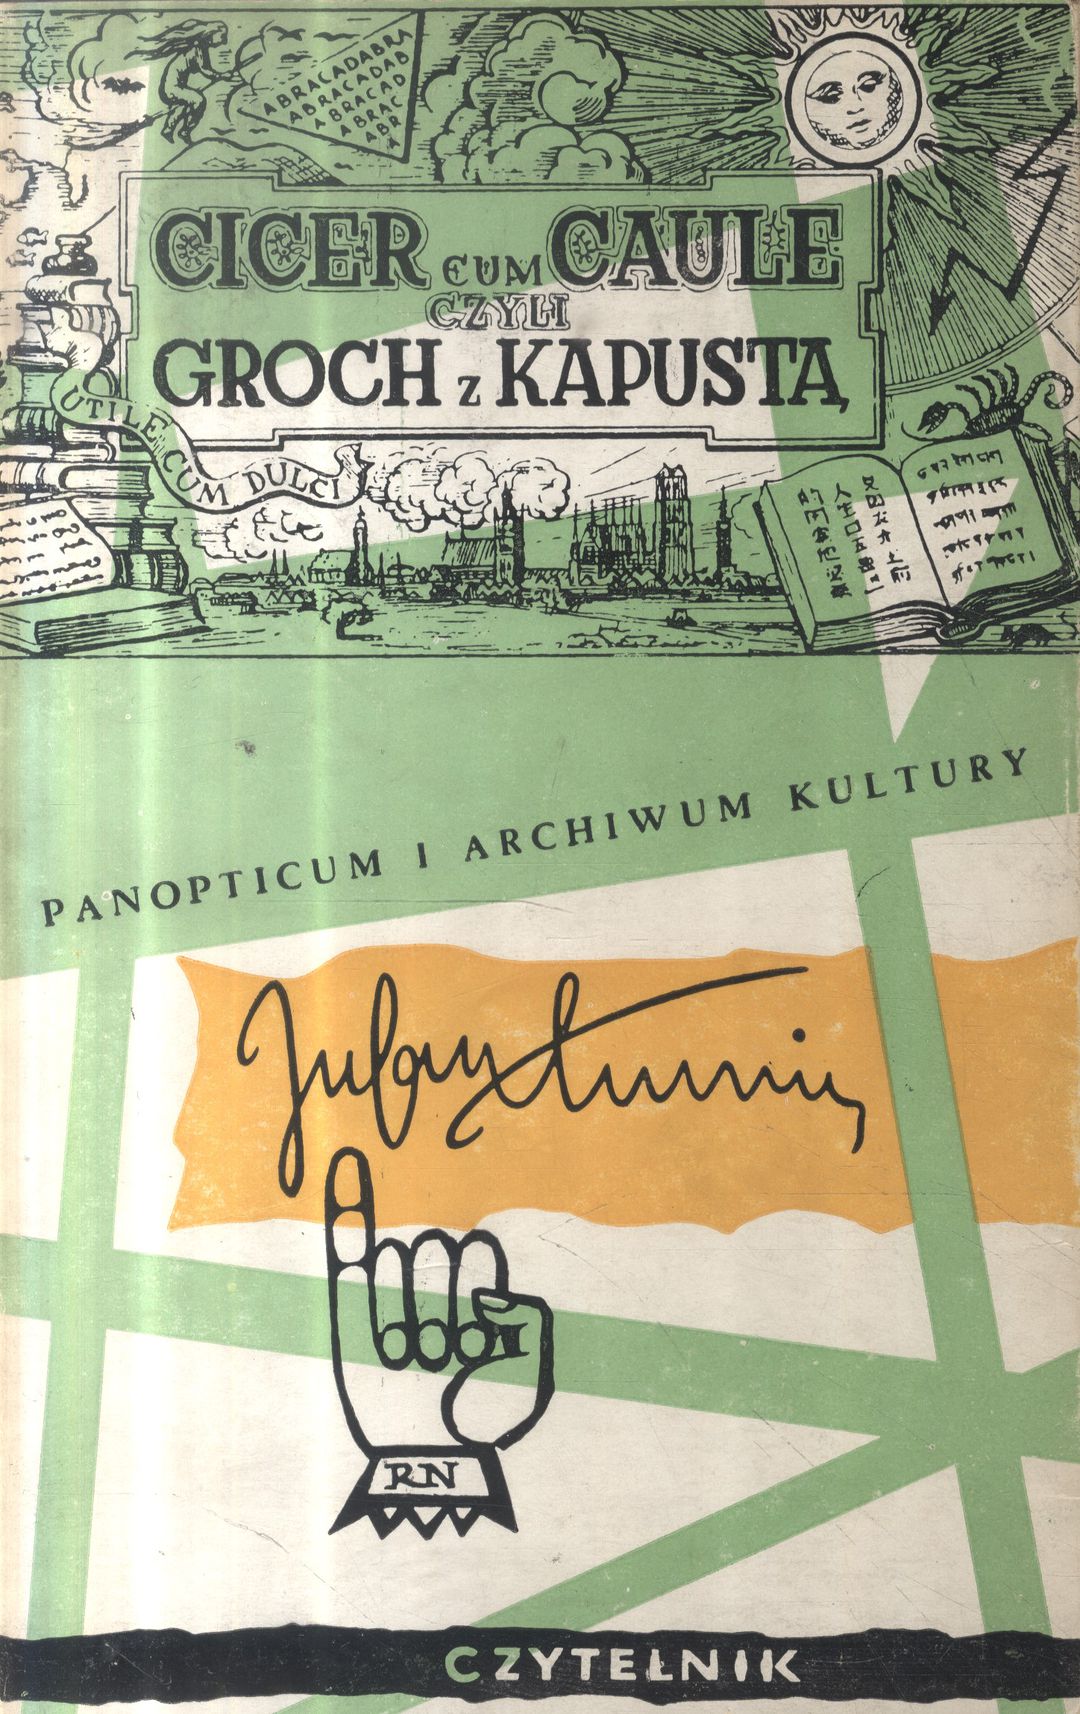 ABRACADABRA
ABRACADAB
ABRACAD
ABRAC
ABR
A
CICER CUM CAULE
CZYLI
GROCH Z KAPUSTĄ
UTILE CUM DULCI
PANOPTICUM I ARCHIWUM KULTURY
Julian Tuwim
RN
CZYTELNIK